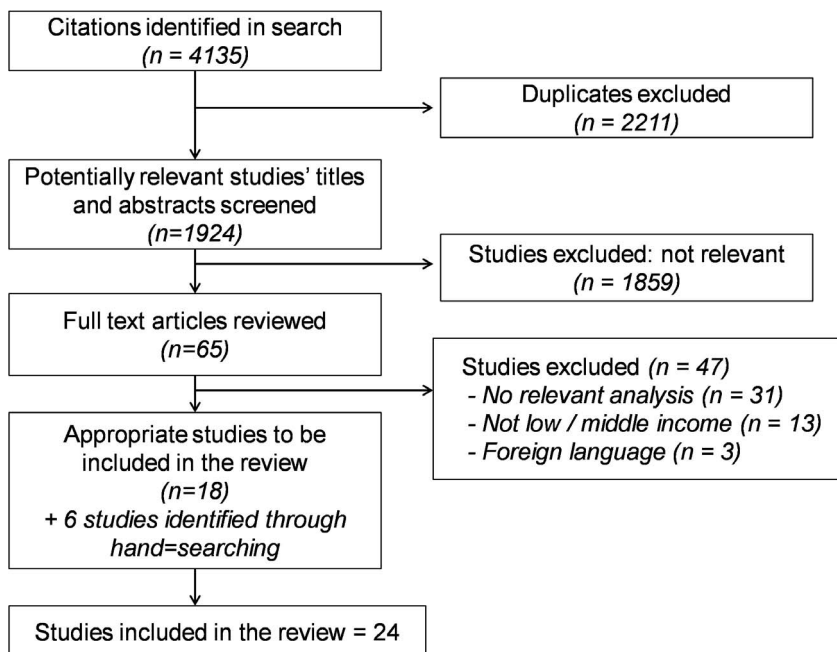 Citations identified in search
(n = 4135)
Duplicates excluded
(n = 2211)
Potentially relevant studies’ titles
and abstracts screened
(n=1924)
Studies excluded: not relevant
(n = 1859)
Full text articles reviewed
(n=65)
Studies excluded (n = 47)
- No relevant analysis (n = 31)
- Not low / middle income (n = 13)
- Foreign language (n = 3)
Appropriate studies to be
included in the review
(n=18)
+ 6 studies identified through
hand=searching
Studies included in the review = 24